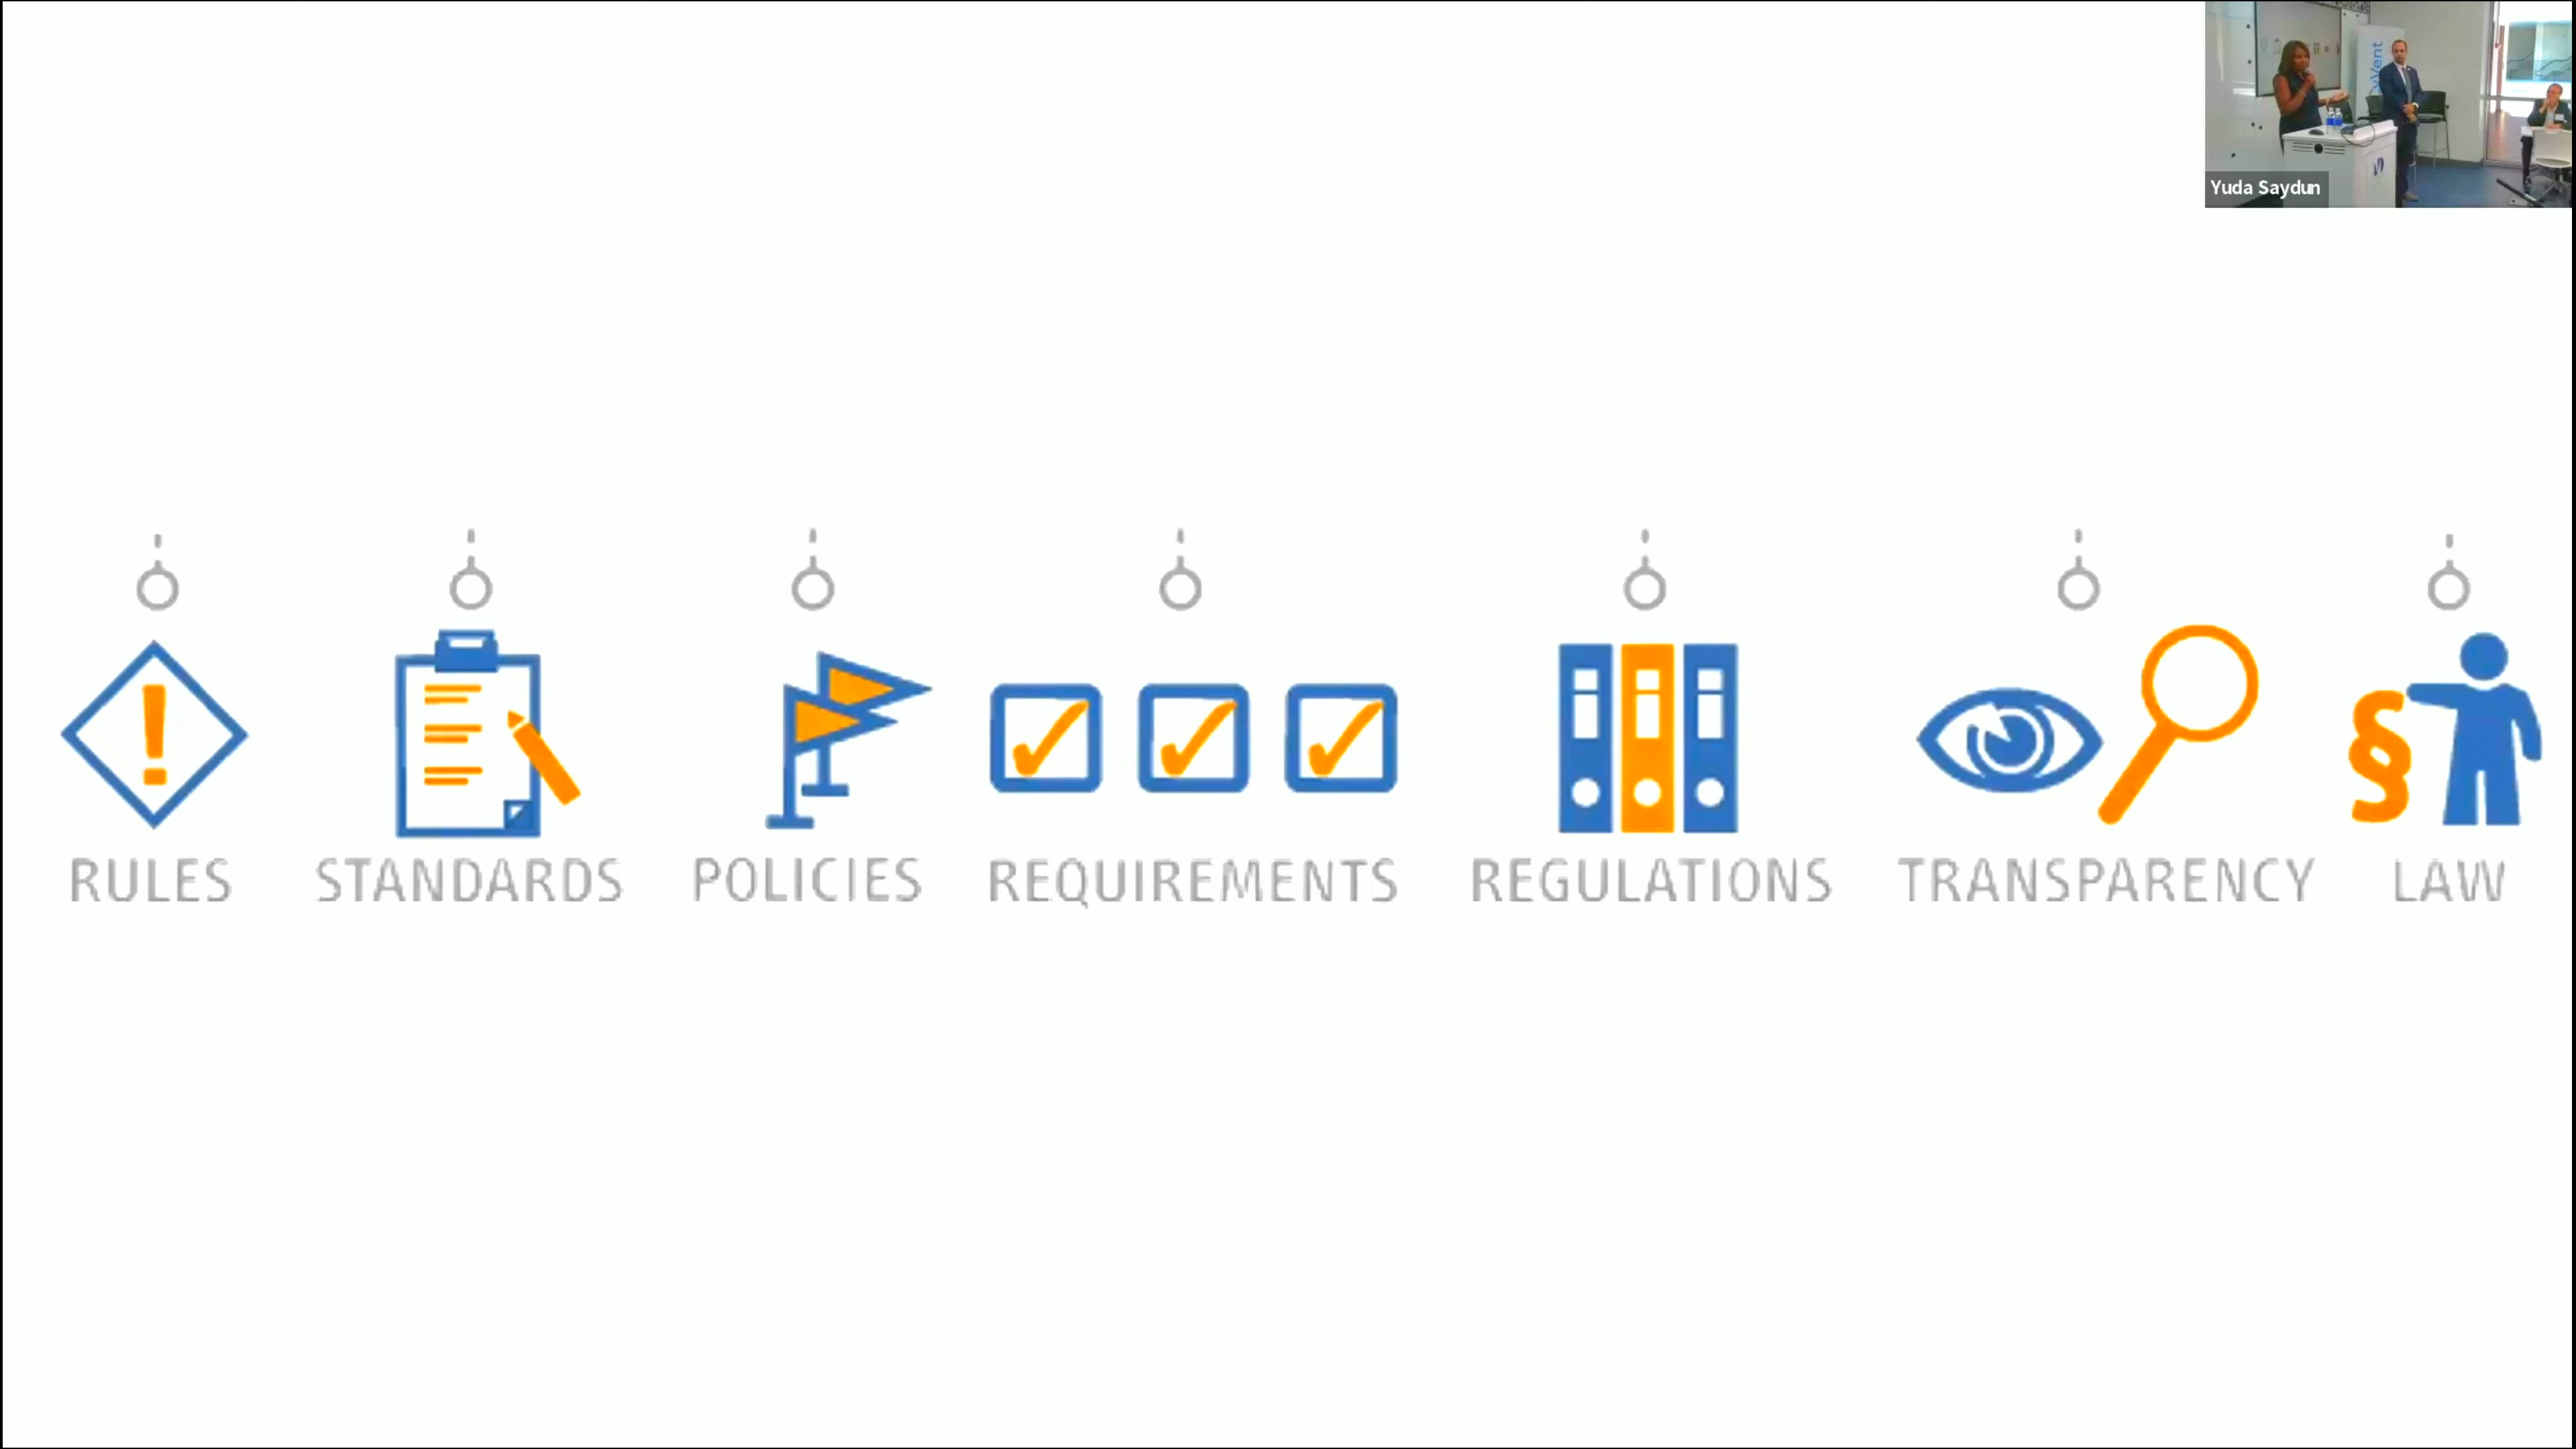 Yuda Saydun
RULES
STANDARDS
POLICIES
REQUIREMENTS
REGULATIONS
TRANSPARENCY
LAW